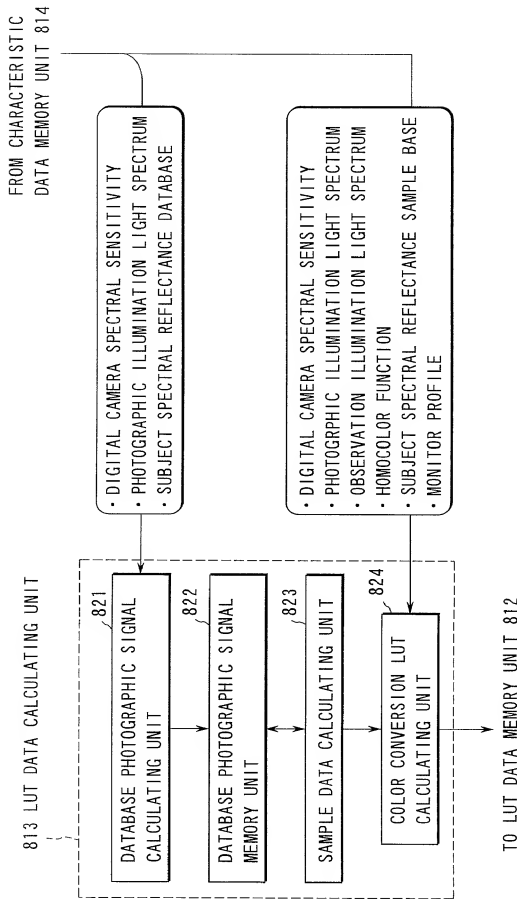 FROM CHARACTERISTIC
DATA MEMORY UNIT 814
813 LUT DATA CALCULATING UNIT
821
DATABASE PHOTOGRAPHIC SIGNAL
CALCULATING UNIT
822
DATABASE PHOTOGRAPHIC SIGNAL
MEMORY UNIT
823
SAMPLE DATA CALCULATING UNIT
824
COLOR CONVERSION LUT
CALCULATING UNIT
TO LUT DATA MEMORY UNIT 812
· DIGITAL CAMERA SPECTRAL SENSITIVITY
· PHOTOGRAPHIC ILLUMINATION LIGHT SPECTRUM
· SUBJECT SPECTRAL REFLECTANCE DATABASE
· DIGITAL CAMERA SPECTRAL SENSITIVITY
· PHOTOGRPHIC ILLUMINATION LIGHT SPECTRUM
· OBSERVATION ILLUMINATION LIGHT SPECTRUM
· HOMOCOLOR FUNCTION
· SUBJECT SPECTRAL REFLECTANCE SAMPLE BASE
· MONITOR PROFILE